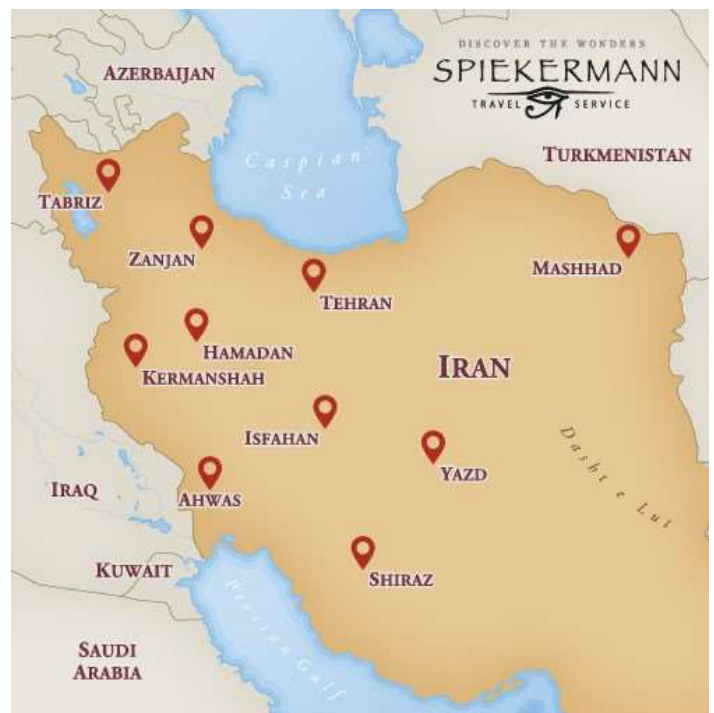 DISCOVER THE WONDERS
SPIEKERMANN
TRAVEL SERVICE
AZERBAIJAN
Caspian
Sea
TURKMENISTAN
TABRIZ
ZANJAN
MASHHAD
TEHRAN
HAMADAN
KERMANSHAH
IRAN
ISFAHAN
YAZD
Dasht e Lut
IRAQ
AHWAS
KUWAIT
SHIRAZ
Persian Gulf
SAUDI
ARABIA